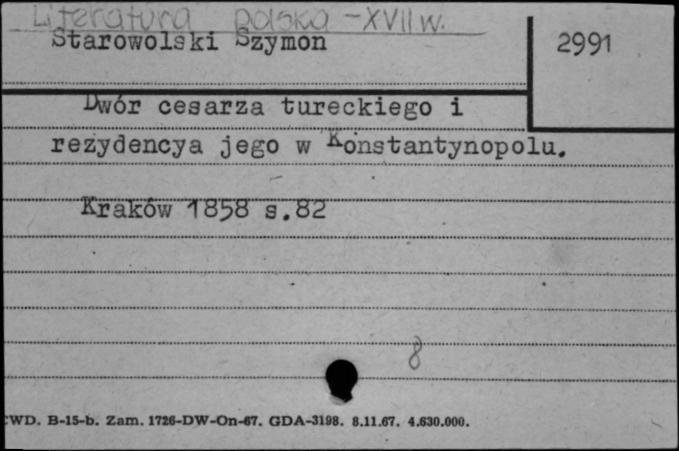 Literatura polska - XVII w.
Starowolski Szymon
2991
Dwór cesarza tureckiego i
rezydencya jego w Konstantynopolu.
Kraków 1858 s.82
8
CWD. B-15-b. Zam. 1726-DW-On-67. GDA-3198. 8.11.67. 4.630.000.